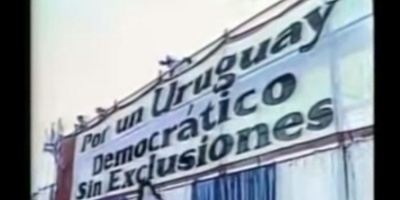 Por un Uruguay
Democrático
Sin Exclusiones